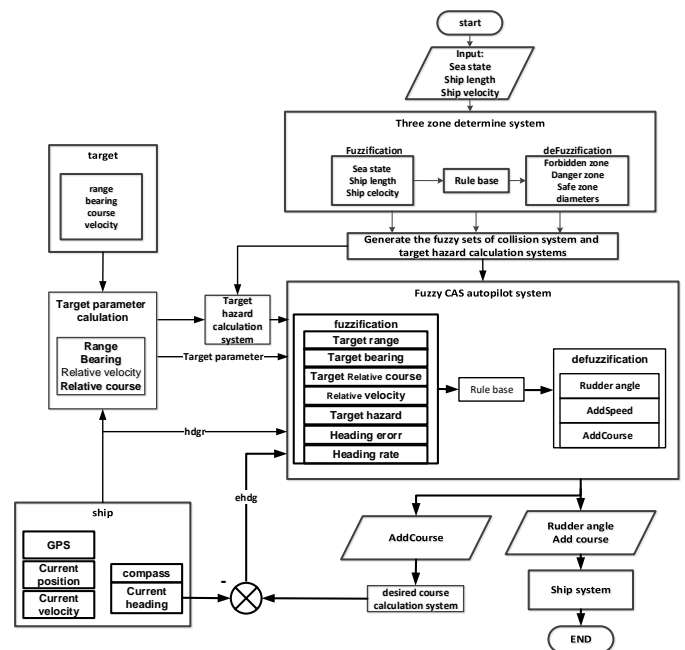 start
Input:
Sea state
Ship length
Ship velocity
Three zone determine system
Fuzzification
Sea state
Ship length
Ship celocity
Rule base
deFuzzification
Forbidden zone
Danger zone
Safe zone
diameters
target
range
bearing
course
velocity
Generate the fuzzy sets of collision system and
target hazard calculation systems
Target parameter
calulation
Range
Bearing
Relative velocity
Relative course
Target
hazard
calculation
system
Target parameter
hdgr
ehdg
Fuzzy CAS autopilot system
fuzzification
Target range
Target bearing
Target Relative course
Relative velocity
Target hazard
Heading erorr
Heading rate
Rule base
defuzzification
Rudder angle
AddSpeed
AddCourse
ship
GPS
Current
position
Current
velocity
compass
Current
heading
-
AddCourse
desired course
calculation system
Rudder angle
Add course
Ship system
END